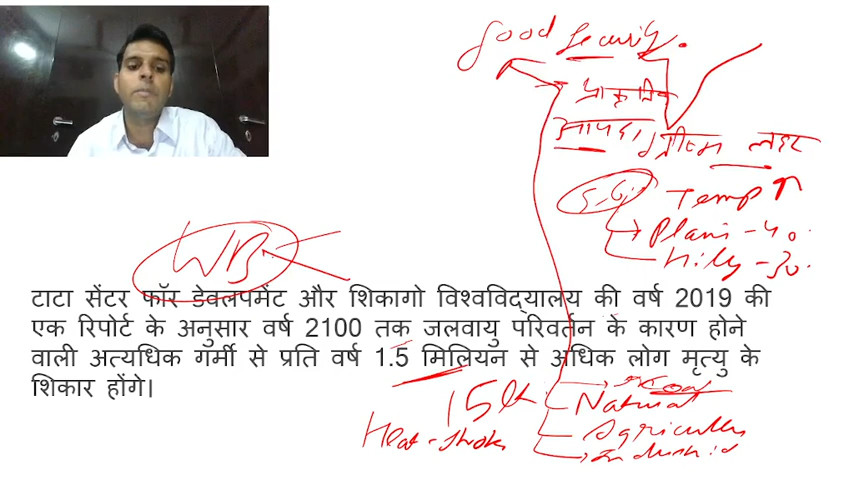 Food Security.
प्राकृतिक
आपदा ग्रीष्म लहर
Temp ↑
Plain - 40
Hilly - 30
WB
टाटा सेंटर फॉर डेवलपमेंट और शिकागो विश्वविद्यालय की वर्ष 2019 की
एक रिपोर्ट के अनुसार वर्ष 2100 तक जलवायु परिवर्तन के कारण होने
वाली अत्यधिक गर्मी से प्रति वर्ष 1.5 मिलियन से अधिक लोग मृत्यु के
शिकार होंगे।
15 
Natural
Heat-stroke